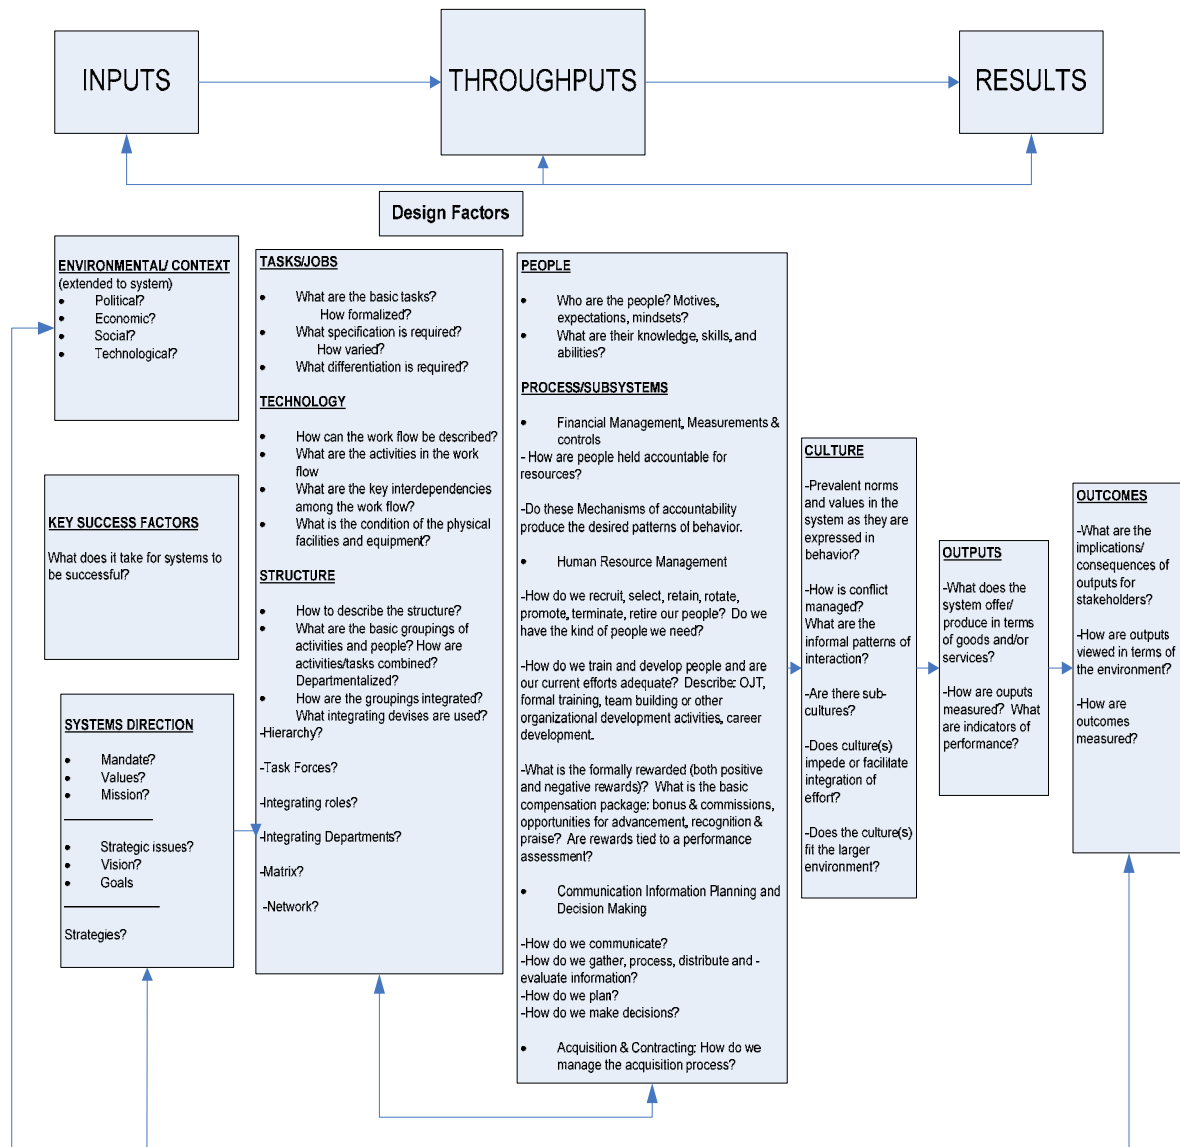 INPUTS
THROUGHPUTS
RESULTS
Design Factors
ENVIRONMENTAL/ CONTEXT
(extended to system)
• Political?
• Economic?
• Social?
• Technological?
KEY SUCCESS FACTORS
What does it take for systems to
be successful?
SYSTEMS DIRECTION
• Mandate?
• Values?
• Mission?
• Strategic issues?
• Vision?
• Goals
Strategies?
TASKS/JOBS
• What are the basic tasks?
How formalized?
• What specification is required?
How varied?
• What differentiation is required?
TECHNOLOGY
• How can the work flow be described?
• What are the activities in the work
flow
• What are the key interdependencies
among the work flow?
• What is the condition of the physical
facilities and equipment?
STRUCTURE
• How to describe the structure?
• What are the basic groupings of
activities and people? How are
activities/tasks combined?
Departmentalized?
• How are the groupings integrated?
What integrating devises are used?
-Hierarchy?
-Task Forces?
-Integrating roles?
-Integrating Departments?
-Matrix?
-Network?
PEOPLE
• Who are the people? Motives,
expectations, mindsets?
• What are their knowledge, skills, and
abilities?
PROCESS/SUBSYSTEMS
• Financial Management, Measurements &
controls
- How are people held accountable for
resources?
-Do these Mechanisms of accountability
produce the desired patterns of behavior.
• Human Resource Management
-How do we recruit, select, retain, rotate,
promote, terminate, retire our people? Do we
have the kind of people we need?
-How do we train and develop people and are
our current efforts adequate? Describe: OJT,
formal training, team building or other
organizational development activities, career
development.
-What is the formally rewarded (both positive
and negative rewards)? What is the basic
compensation package: bonus & commissions,
opportunities for advancement, recognition &
praise? Are rewards tied to a performance
assessment?
• Communication Information Planning and
Decision Making
-How do we communicate?
-How do we gather, process, distribute and -
evaluate information?
-How do we plan?
-How do we make decisions?
• Acquisition & Contracting: How do we
manage the acquisition process?
CULTURE
-Prevalent norms
and values in the
system as they are
expressed in
behavior?
-How is conflict
managed?
What are the
informal patterns of
interaction?
-Are there sub-
cultures?
-Does culture(s)
impede or facilitate
integration of
effort?
-Does the culture(s)
fit the larger
environment?
OUTPUTS
-What does the
system offer/
produce in terms
of goods and/or
services?
-How are ouputs
measured? What
are indicators of
performance?
OUTCOMES
-What are the
implications/
consequences of
outputs for
stakeholders?
-How are outputs
viewed in terms of
the environment?
-How are
outcomes
measured?